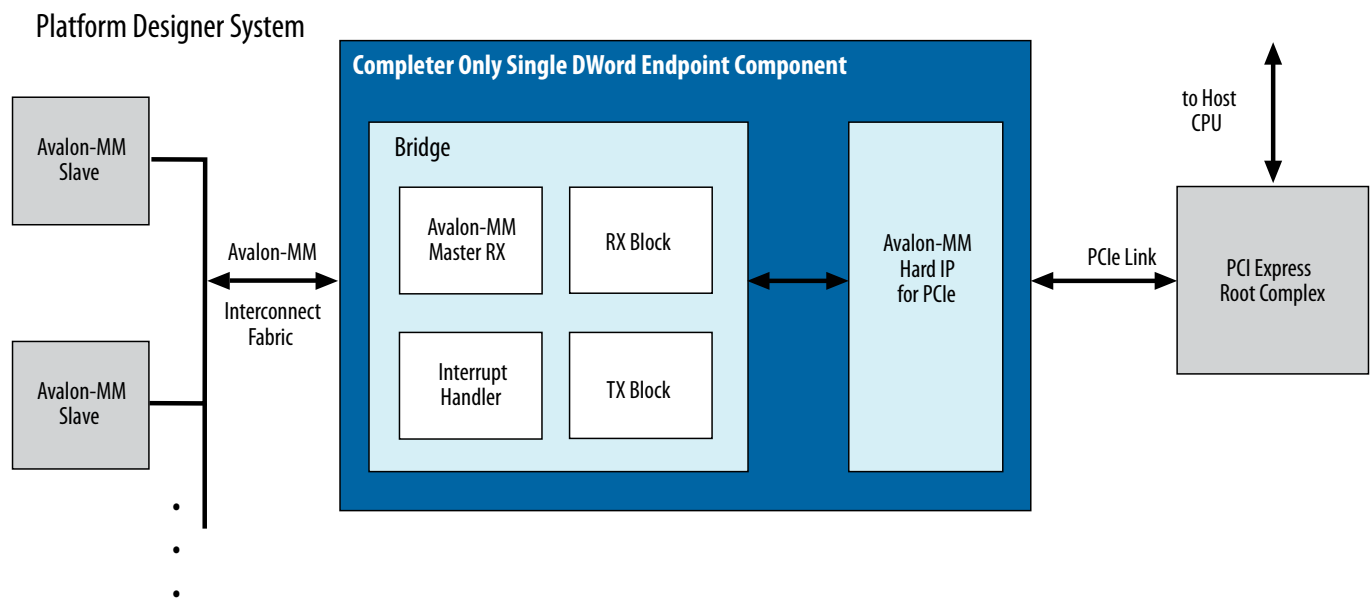 Platform Designer System
Completer Only Single DWord Endpoint Component
to Host
CPU
Avalon-MM
Slave
Bridge
Avalon-MM
Master RX
RX Block
Avalon-MM
Hard IP
for PCIe
Avalon-MM
Interconnect
Fabric
PCIe Link
PCI Express
Root Complex
Interrupt
Handler
TX Block
Avalon-MM
Slave